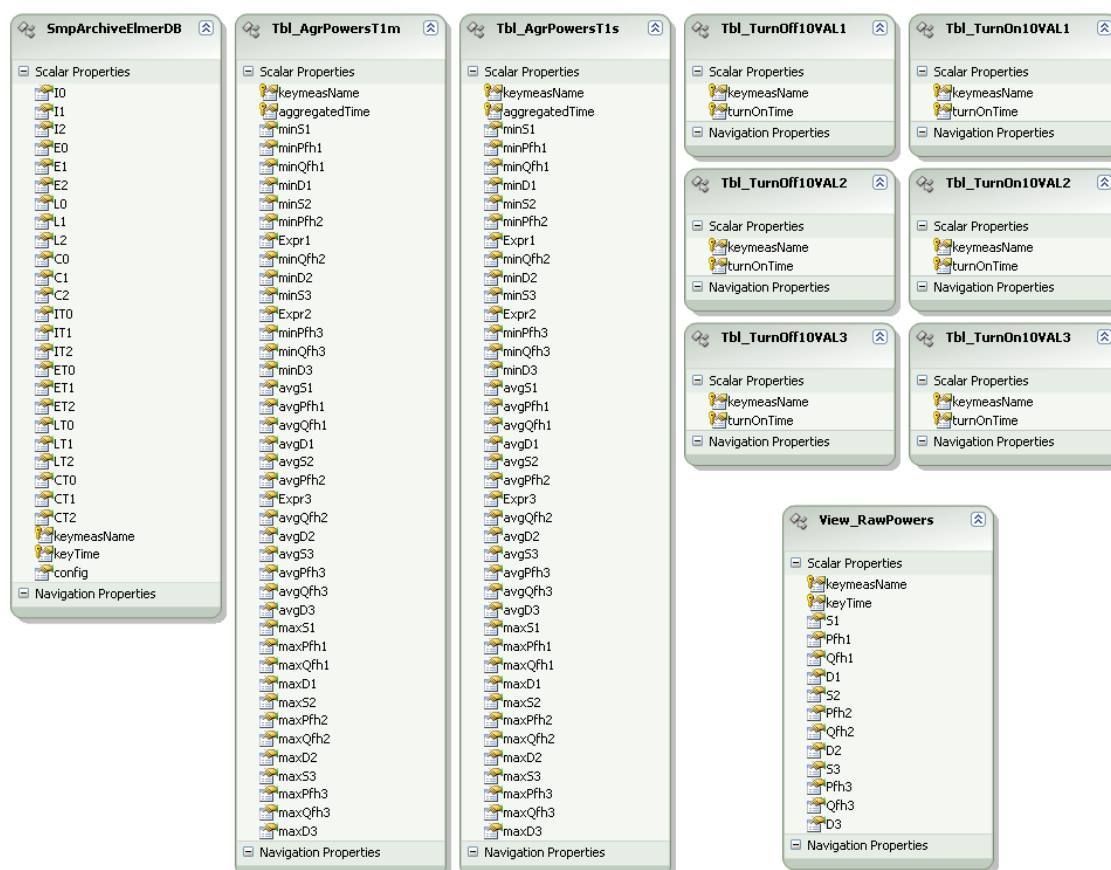 SmpArchiveElmerDB
Scalar Properties
I0
I1
I2
E0
E1
E2
L0
L1
L2
C0
C1
C2
IT0
IT1
IT2
ET0
ET1
ET2
LT0
LT1
LT2
CT0
CT1
CT2
keymeasName
keyTime
config
Navigation Properties
Tbl_AgrPowersT1m
Scalar Properties
keymeasName
aggregatedTime
minS1
minPfh1
minQfh1
minD1
minS2
minPfh2
Expr1
minQfh2
minD2
minS3
Expr2
minPfh3
minQfh3
minD3
avgS1
avgPfh1
avgQfh1
avgD1
avgS2
avgPfh2
Expr3
avgQfh2
avgD2
avgS3
avgPfh3
avgQfh3
avgD3
maxS1
maxPfh1
maxQfh1
maxD1
maxS2
maxPfh2
maxQfh2
maxD2
maxS3
maxPfh3
maxQfh3
maxD3
Navigation Properties
Tbl_AgrPowersT1s
Scalar Properties
keymeasName
aggregatedTime
minS1
minPfh1
minQfh1
minD1
minS2
minPfh2
Expr1
minQfh2
minD2
minS3
Expr2
minPfh3
minQfh3
minD3
avgS1
avgPfh1
avgQfh1
avgD1
avgS2
avgPfh2
Expr3
avgQfh2
avgD2
avgS3
avgPfh3
avgQfh3
avgD3
maxS1
maxPfh1
maxQfh1
maxD1
maxS2
maxPfh2
maxQfh2
maxD2
maxS3
maxPfh3
maxQfh3
maxD3
Navigation Properties
Tbl_TurnOff10VAL1
Scalar Properties
keymeasName
turnOnTime
Navigation Properties
Tbl_TurnOn10VAL1
Scalar Properties
keymeasName
turnOnTime
Navigation Properties
Tbl_TurnOff10VAL2
Scalar Properties
keymeasName
turnOnTime
Navigation Properties
Tbl_TurnOn10VAL2
Scalar Properties
keymeasName
turnOnTime
Navigation Properties
Tbl_TurnOff10VAL3
Scalar Properties
keymeasName
turnOnTime
Navigation Properties
Tbl_TurnOn10VAL3
Scalar Properties
keymeasName
turnOnTime
Navigation Properties
View_RawPowers
Scalar Properties
keymeasName
keyTime
S1
Pfh1
Qfh1
D1
S2
Pfh2
Qfh2
D2
S3
Pfh3
Qfh3
D3
Navigation Properties